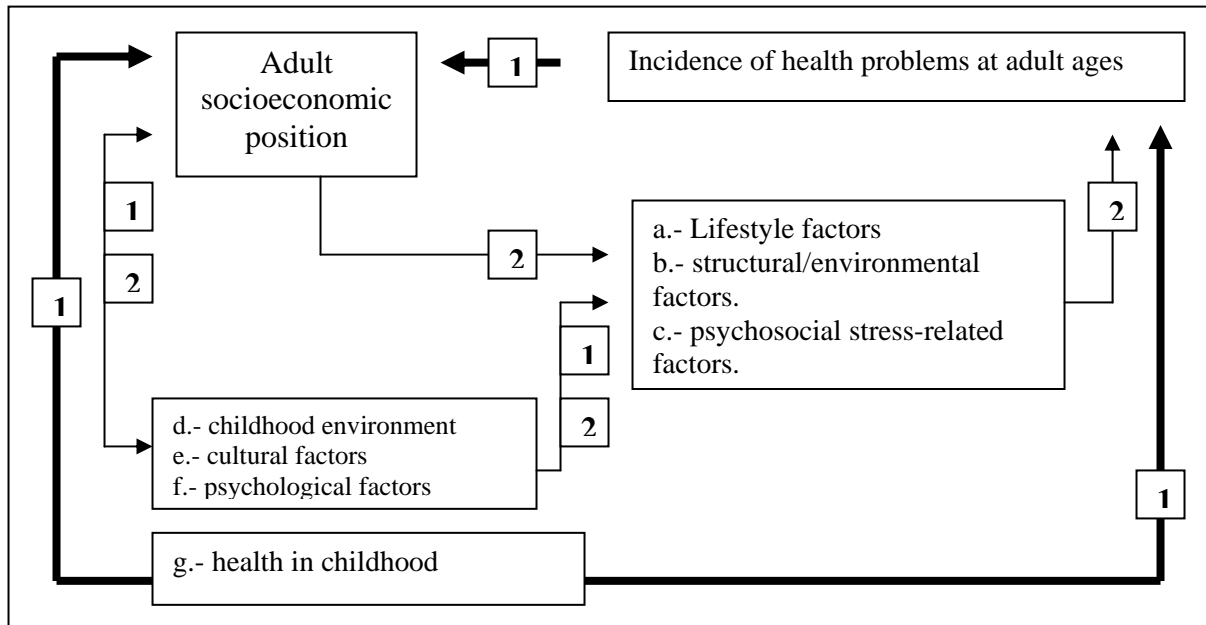 Adult
socioeconomic
position
1
Incidence of health problems at adult ages
1
2
1
2
a.- Lifestyle factors
b.- structural/environmental
factors.
c.- psychosocial stress-related
factors.
2
1
2
d.- childhood environment
e.- cultural factors
f.- psychological factors
1
g.- health in childhood